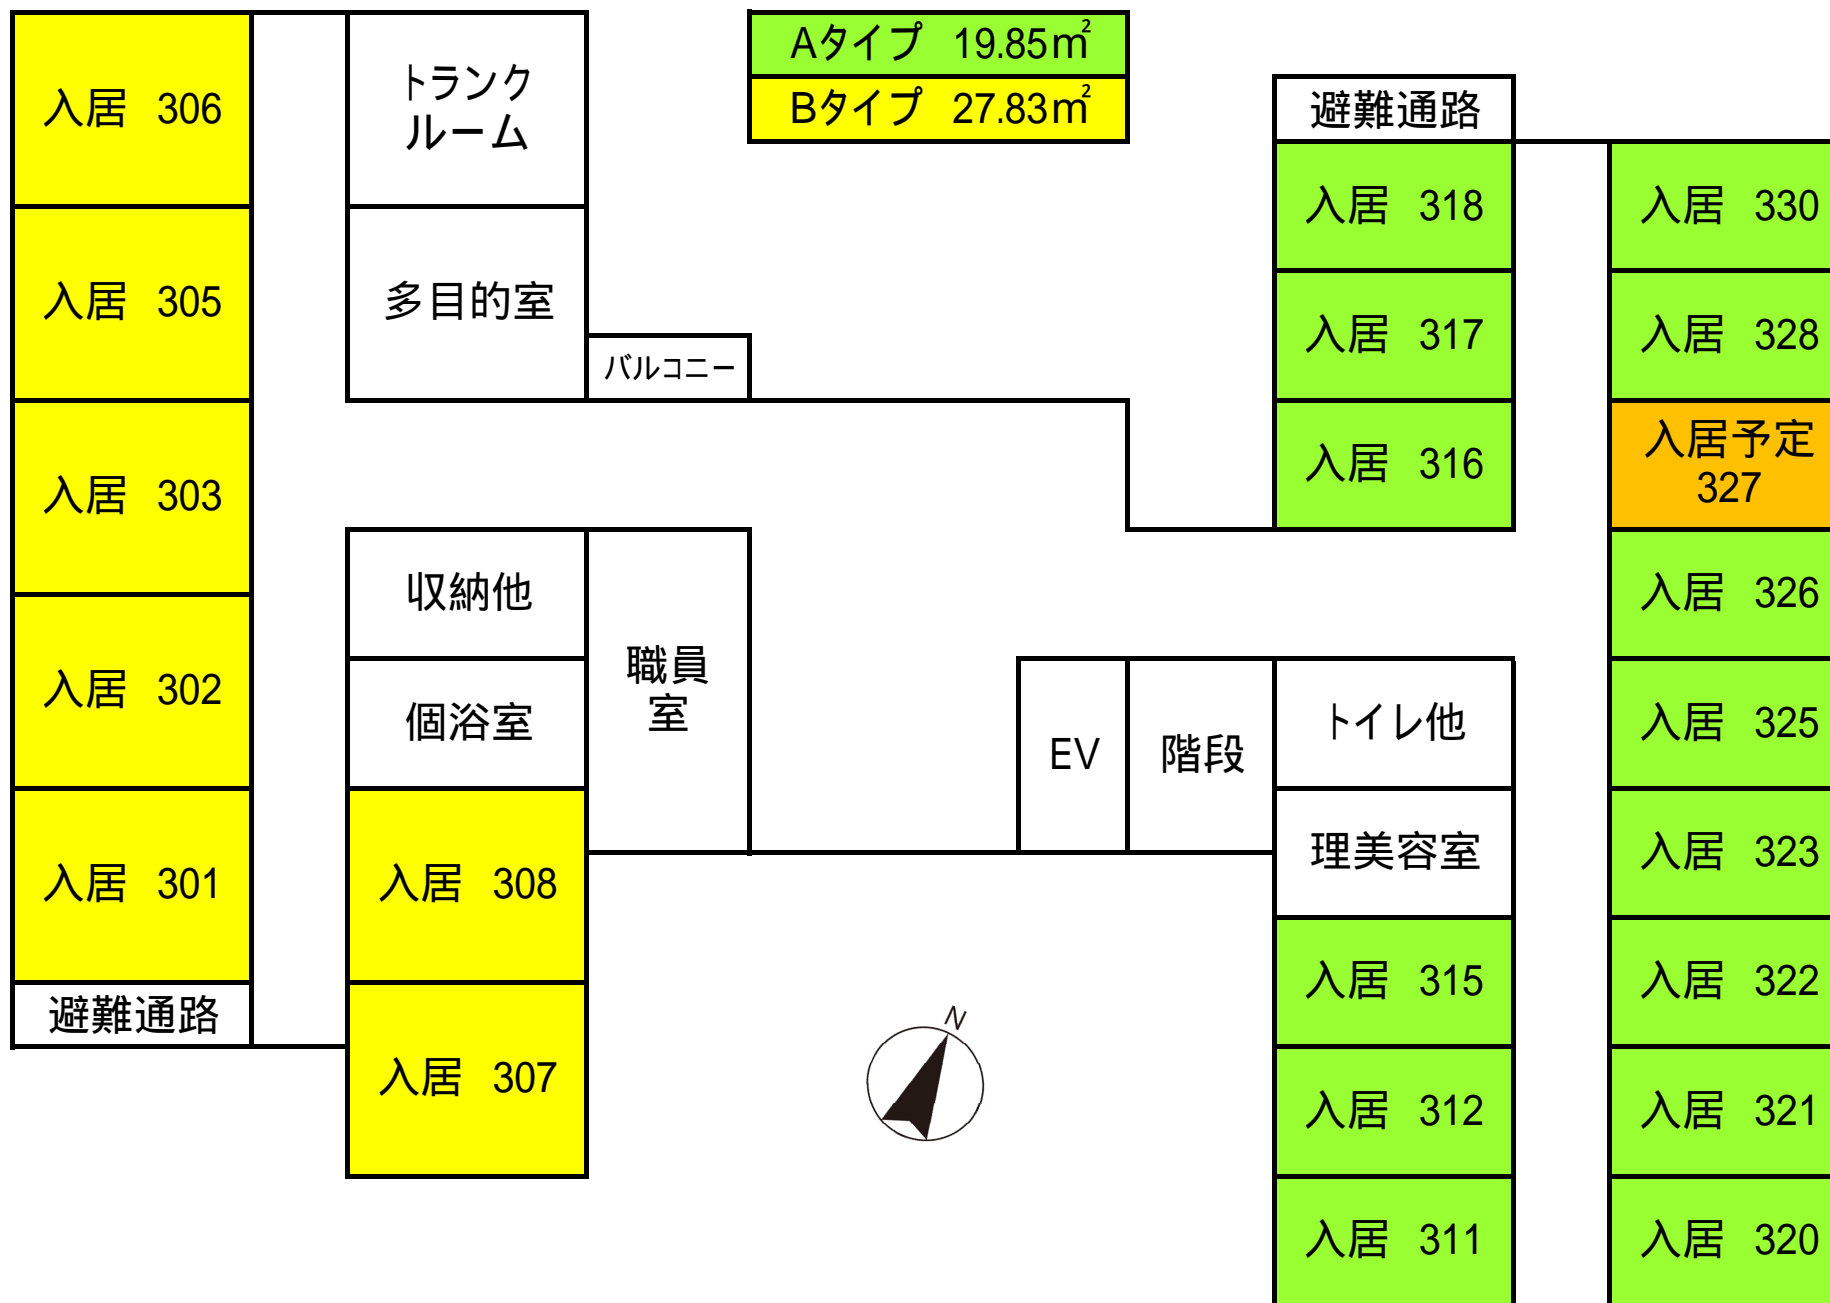 Aタイプ 19.85㎡
Bタイプ 27.83㎡
入居 306
トランク
ルーム
避難通路
入居 318
入居 330
入居 305
多目的室
バルコニー
入居 317
入居 328
入居 303
入居 316
入居予定
327
収納他
職員
室
入居 326
入居 302
個浴室
EV
階段
トイレ他
入居 325
入居 301
入居 308
理美容室
入居 323
避難通路
入居 315
入居 322
入居 307
N
入居 312
入居 321
入居 311
入居 320